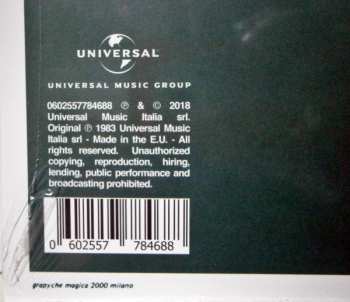 UNIVERSAL
UNIVERSAL MUSIC GROUP
0602557784688 ℗ & © 2018
Universal Music Italia srl.
Original ℗ 1983 Universal Music
Italia srl - Made in the E.U. - All
rights reserved. Unauthorized
copying, reproduction, hiring,
lending, public performance and
broadcasting prohibited.
0 602557 784688
grapyche magica 2000 milano